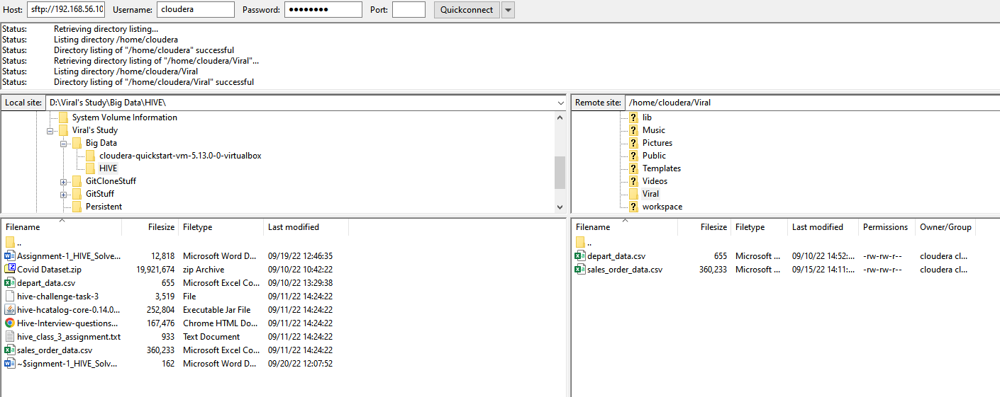 Host: sftp://192.168.56.10 Username: cloudera Password: ●●●●●●●● Port: Quickconnect
Status: Retrieving directory listing...
Status: Listing directory /home/cloudera
Status: Directory listing of "/home/cloudera" successful
Status: Retrieving directory listing of "/home/cloudera/Viral"...
Status: Listing directory /home/cloudera/Viral
Status: Directory listing of "/home/cloudera/Viral" successful
Local site: D:\Viral's Study\Big Data\HIVE\
System Volume Information
Viral's Study
Big Data
cloudera-quickstart-vm-5.13.0-0-virtualbox
HIVE
GitCloneStuff
GitStuff
Persistent
Remote site: /home/cloudera/Viral
lib
Music
Pictures
Public
Templates
Videos
Viral
workspace
Filename Filesize Filetype Last modified
..
Assignment-1_HIVE_Solve... 12,818 Microsoft Word D... 09/19/22 12:46:35
Covid Dataset.zip 19,921,674 zip Archive 09/10/22 10:42:22
depart_data.csv 655 Microsoft Excel Co... 09/10/22 13:29:38
hive-challenge-task-3 3,519 File 09/11/22 14:24:22
hive-hcatalog-core-0.14.0... 252,804 Executable Jar File 09/11/22 14:24:22
Hive-Interview-questions... 167,476 Chrome HTML Do... 09/11/22 14:24:22
hive_class_3_assignment.txt 933 Text Document 09/11/22 14:24:22
sales_order_data.csv 360,233 Microsoft Excel Co... 09/11/22 14:24:22
~$signment-1_HIVE_Solv... 162 Microsoft Word D... 09/20/22 12:07:52
Filename Filesize Filetype Last modified Permissions Owner/Group
..
depart_data.csv 655 Microsoft ... 09/10/22 14:52:... -rw-rw-r-- cloudera cl...
sales_order_data.csv 360,233 Microsoft ... 09/15/22 14:11:... -rw-rw-r-- cloudera cl...